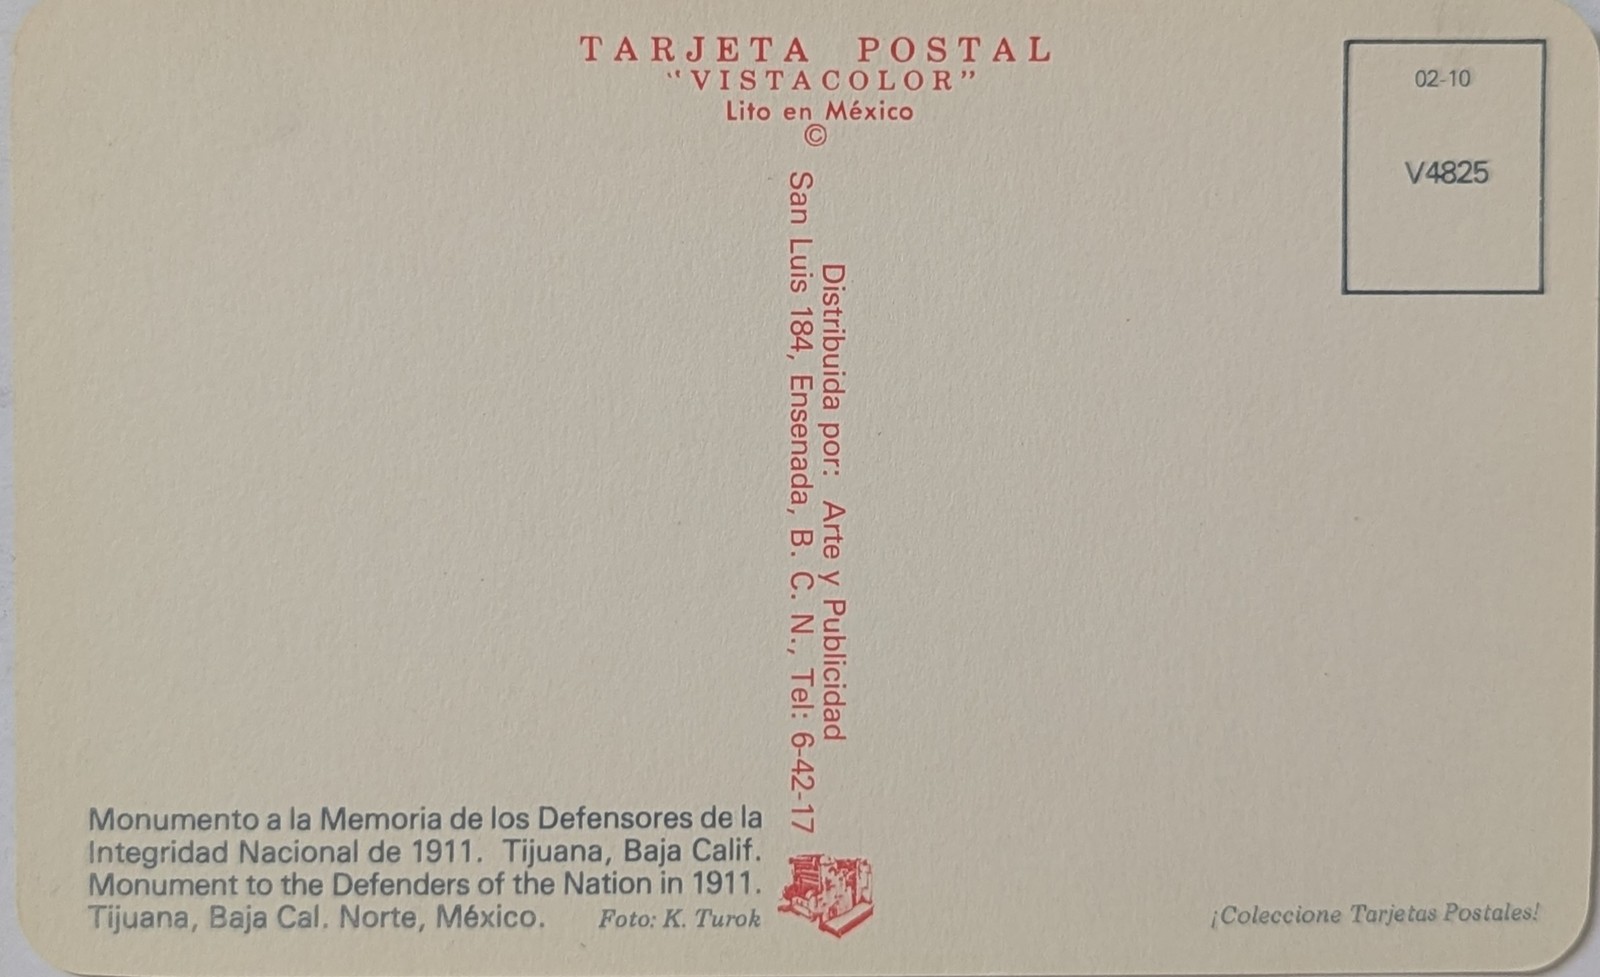 TARJETA POSTAL
"VISTACOLOR"
Lito en México
©
02-10
V4825
Distribuida por: Arte y Publicidad
San Luis 184, Ensenada, B. C. N., Tel: 6-42-17
Monumento a la Memoria de los Defensores de la
Integridad Nacional de 1911. Tijuana, Baja Calif.
Monument to the Defenders of the Nation in 1911.
Tijuana, Baja Cal. Norte, México. Foto: K. Turok
¡Coleccione Tarjetas Postales!